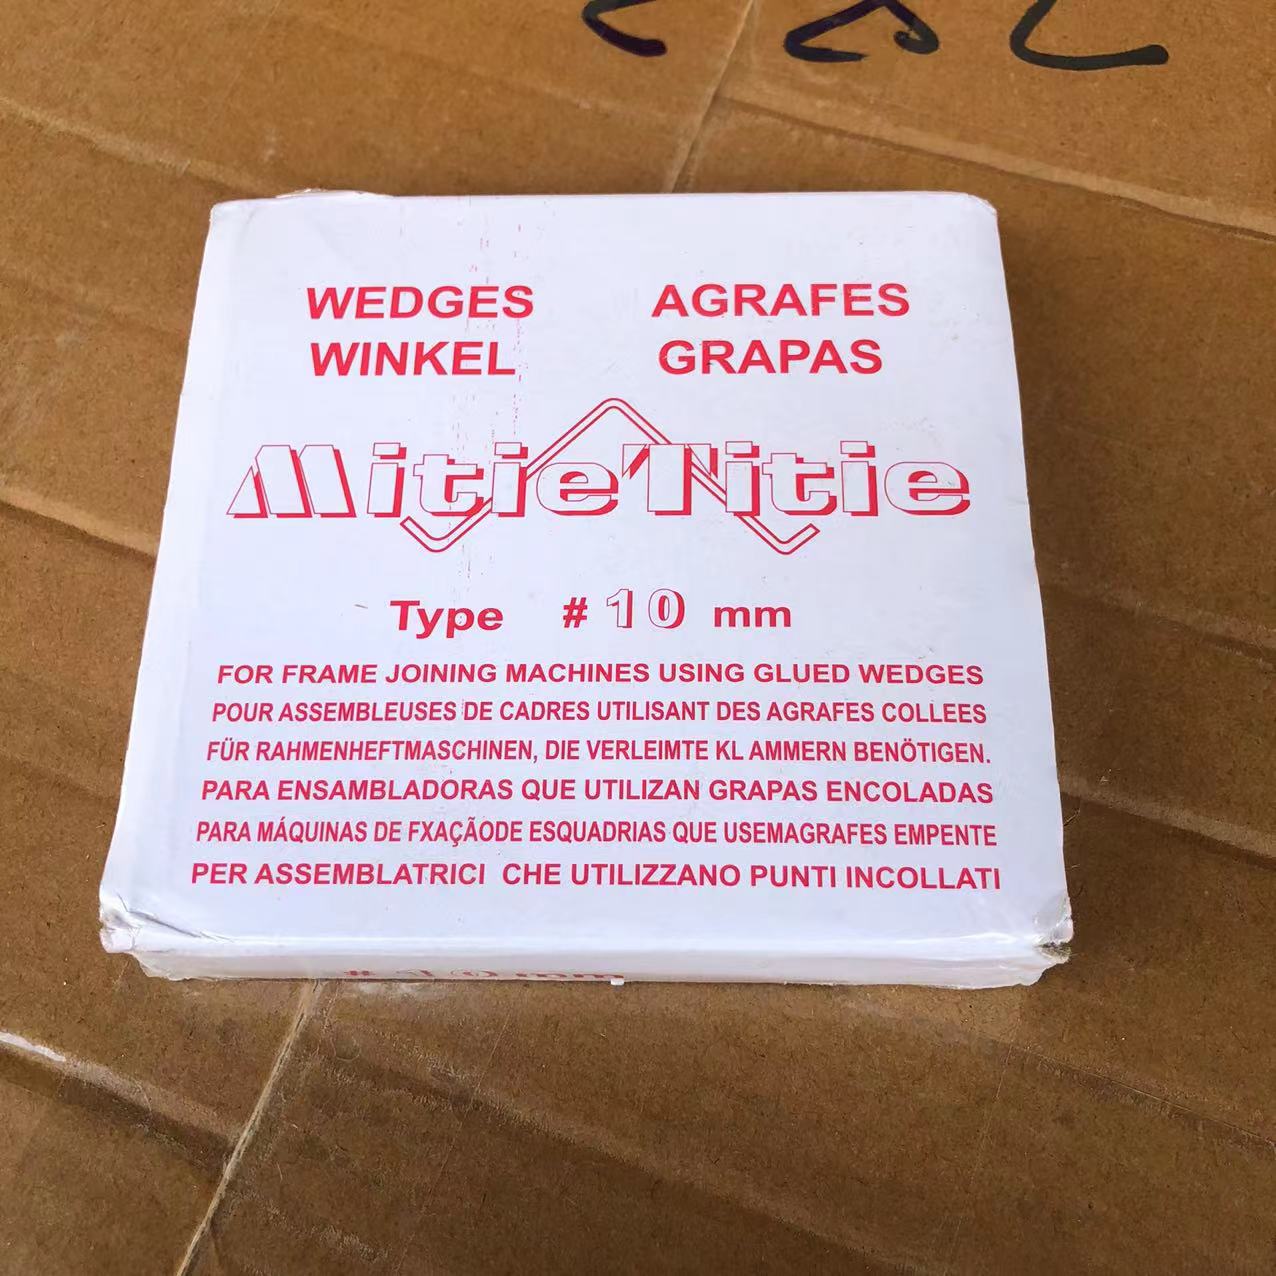 WEDGES AGRAFES
WINKEL GRAPAS
MitieTitie
Type # 10 mm
FOR FRAME JOINING MACHINES USING GLUED WEDGES
POUR ASSEMBLEUSES DE CADRES UTILISANT DES AGRAFES COLLEES
FÜR RAHMENHEFTMASCHINEN, DIE VERLEIMTE KL AMMERN BENÖTIGEN.
PARA ENSAMBLADORAS QUE UTILIZAN GRAPAS ENCOLADAS
PARA MÁQUINAS DE FXAÇÃODE ESQUADRIAS QUE USEMAGRAFES EMPENTE
PER ASSEMBLATRICI CHE UTILIZZANO PUNTI INCOLLATI
# 10 mm